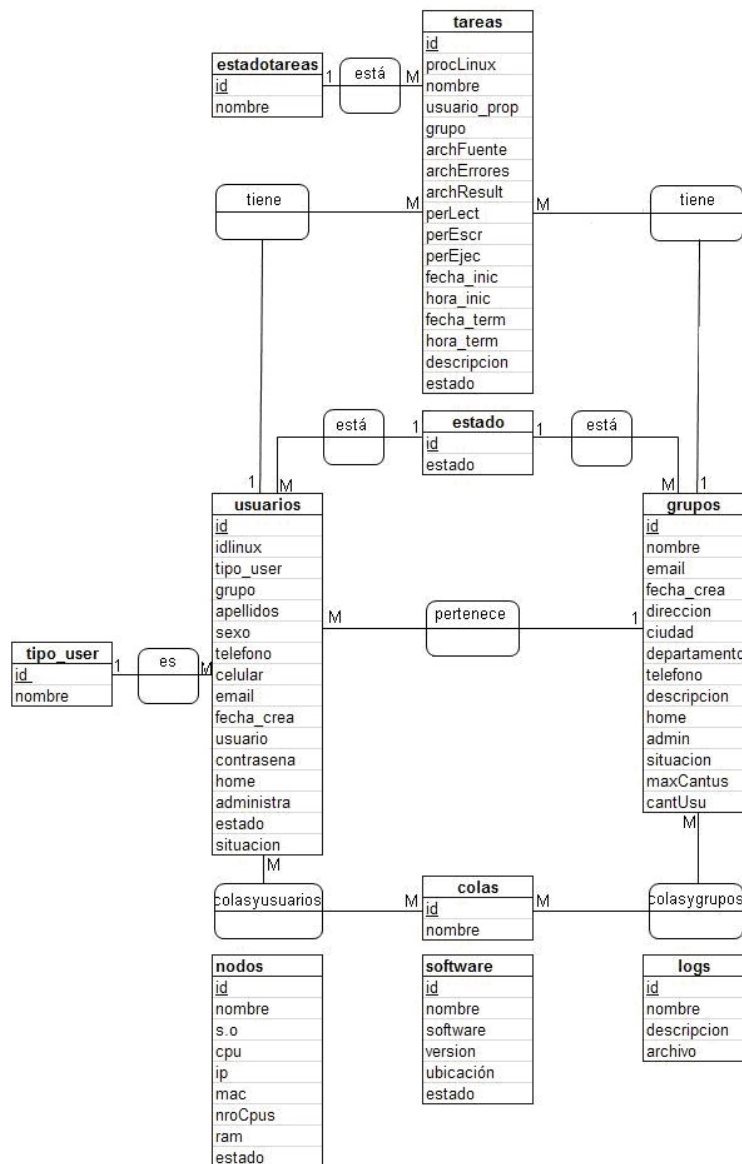 tareas
id
procLinux
nombre
usuario_prop
grupo
archFuente
archErrores
archResult
perLect
perEscr
perEjec
fecha_inic
hora_inic
fecha_term
hora_term
descripcion
estado
estadotareas
id
nombre
1
está
M
tiene
M
M
tiene
está
1
estado
id
estado
1
está
1
M
M
1
usuarios
id
idlinux
tipo_user
grupo
apellidos
sexo
telefono
celular
email
fecha_crea
usuario
contrasena
home
administra
estado
situacion
grupos
id
nombre
email
fecha_crea
direccion
ciudad
departamento
telefono
descripcion
home
admin
situacion
maxCantus
cantUsu
M
pertenece
1
tipo_user
id
nombre
1
es
M
M
M
colasyusuarios
M
colas
id
nombre
M
colasygrupos
nodos
id
nombre
s.o
cpu
ip
mac
nroCpus
ram
estado
software
id
nombre
software
version
ubicación
estado
logs
id
nombre
descripcion
archivo